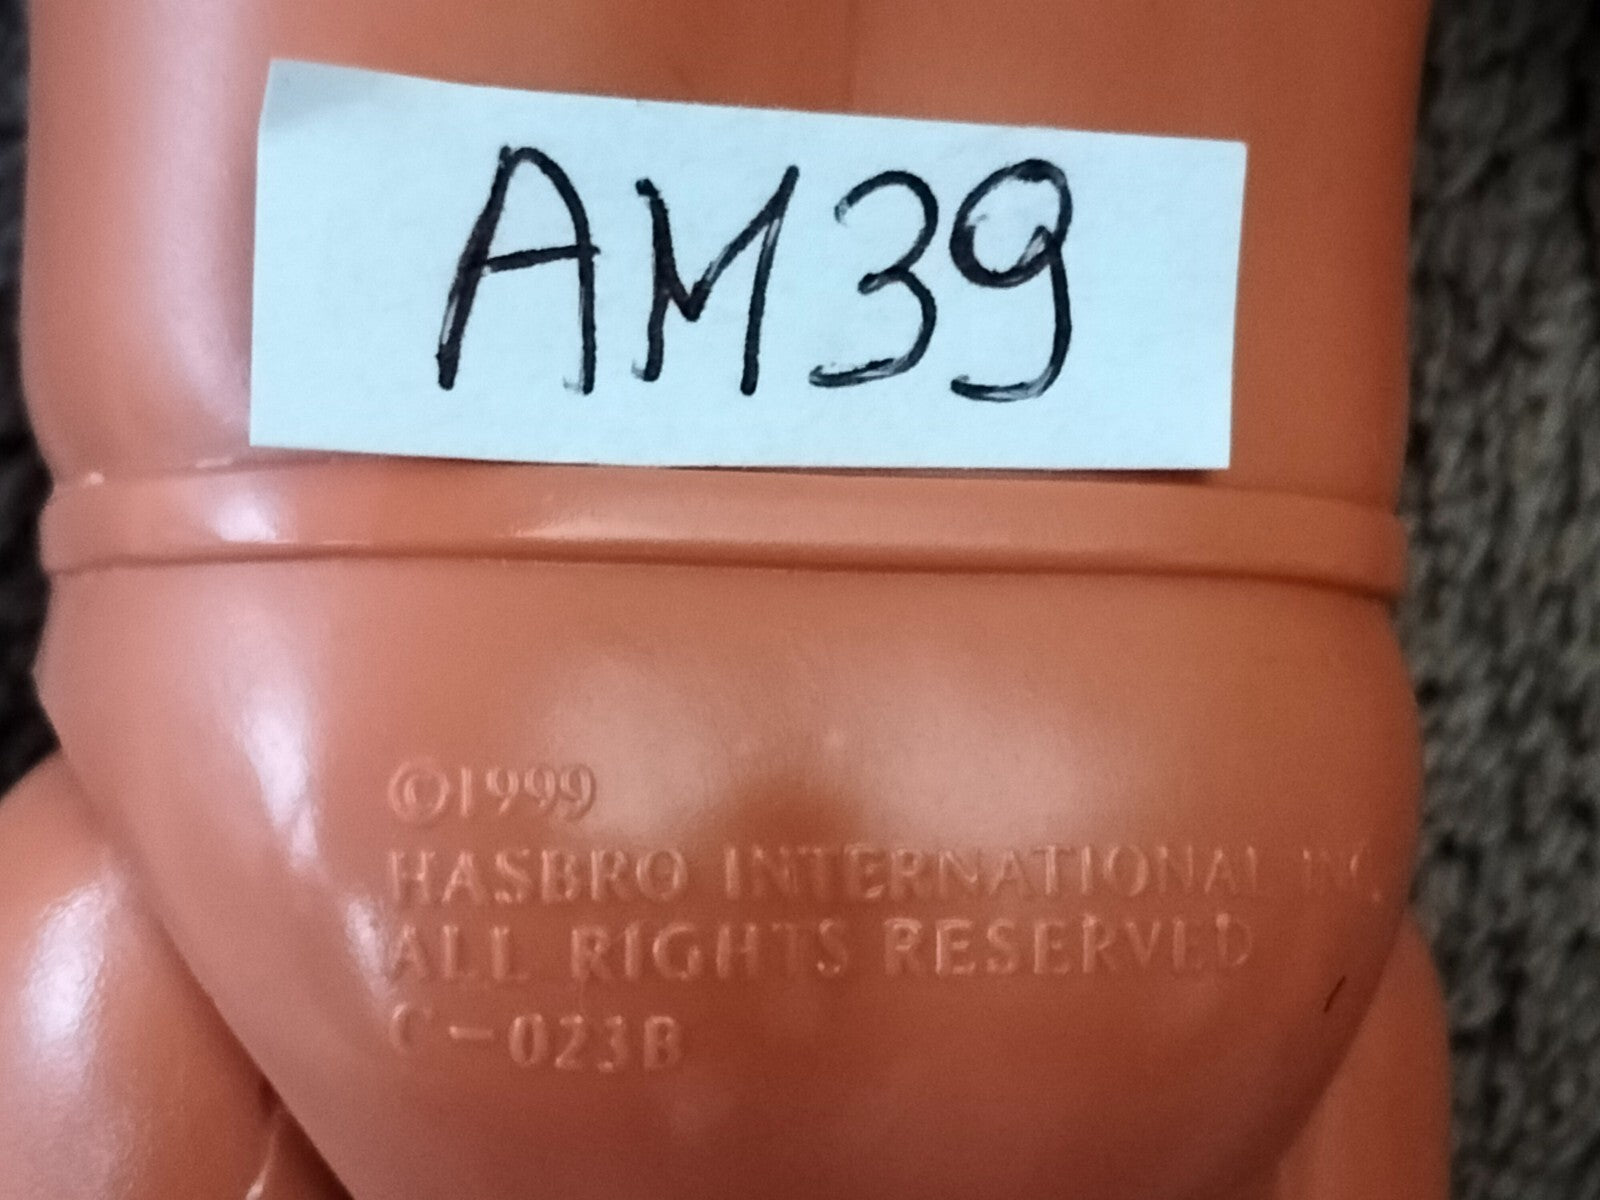 AM39
©1999
HASBRO INTERNATIONAL INC.
ALL RIGHTS RESERVED
C-023B